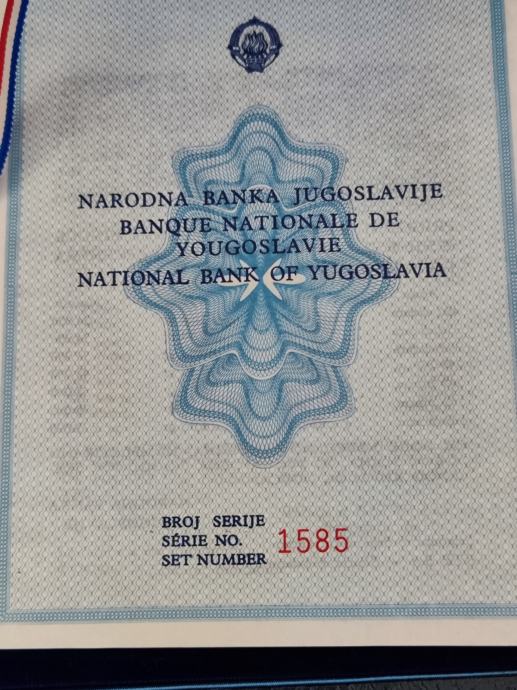 NARODNA BANKA JUGOSLAVIJE
BANQUE NATIONALE DE
YOUGOSLAVIE
NATIONAL BANK OF YUGOSLAVIA
BROJ SERIJE
SÉRIE NO. 1585
SET NUMBER